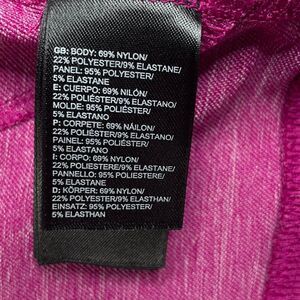 GB: BODY: 69% NYLON/
22% POLYESTER/9% ELASTANE/
PANEL: 95% POLYESTER/
5% ELASTANE
E: CUERPO: 69% NILÓN/
22% POLIÉSTER/9% ELASTANO/
MOLDE: 95% POLIÉSTER/
5% ELASTANO
P: CORPETE: 69% NÁILON/
22% POLIÉSTER/9% ELASTANO/
PAINEL: 95% POLIÉSTER/
5% ELASTANO
I: CORPO: 69% NYLON/
22% POLIESTERE/9% ELASTANE/
PANNELLO: 95% POLIESTERE/
5% ELASTANE
D: KÖRPER: 69% NYLON/
22% POLYESTER/9% ELASTHAN/
EINSATZ: 95% POLYESTER/
5% ELASTHAN